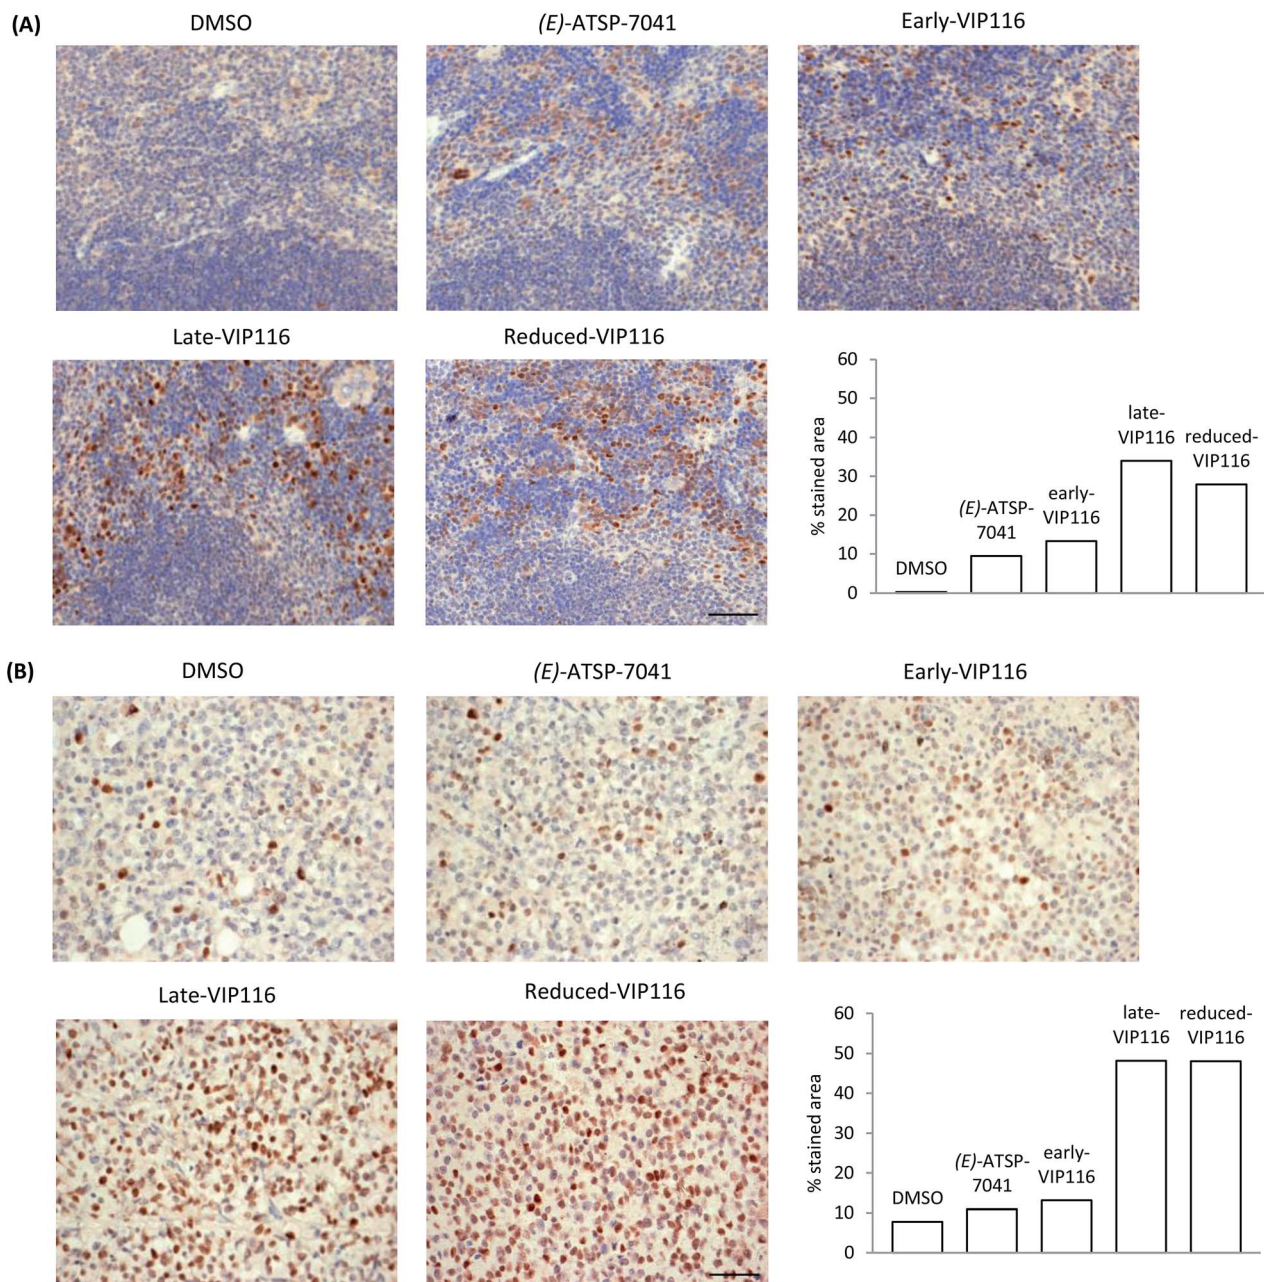 (A)
DMSO
(E)-ATSP-7041
Early-VIP116
Late-VIP116
Reduced-VIP116
% stained area
60
50
40
30
20
10
0
DMSO
(E)-ATSP-
7041
early-
VIP116
late-
VIP116
reduced-
VIP116
(B)
DMSO
(E)-ATSP-7041
Early-VIP116
Late-VIP116
Reduced-VIP116
% stained area
60
50
40
30
20
10
0
DMSO
(E)-ATSP-
7041
early-
VIP116
late-
VIP116
reduced-
VIP116